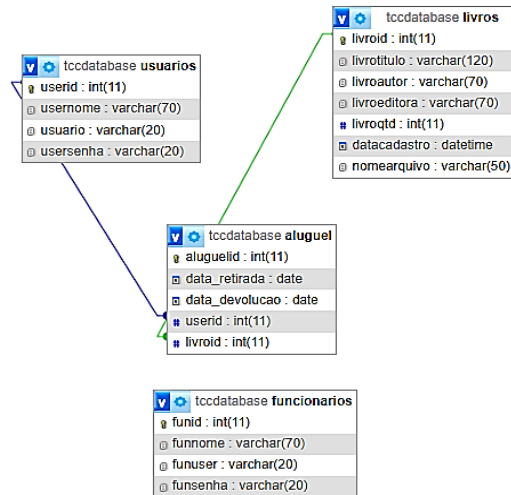 tccdatabase usuarios
userid : int(11)
usernome : varchar(70)
usuario : varchar(20)
usersenha : varchar(20)
tccdatabase livros
livroid : int(11)
livrotitulo : varchar(120)
livroautor : varchar(70)
livroeditora : varchar(70)
livroqtd : int(11)
datacadastro : datetime
nomearquivo : varchar(50)
tccdatabase aluguel
aluguelid : int(11)
data_retirada : date
data_devolucao : date
userid : int(11)
livroid : int(11)
tccdatabase funcionarios
funid : int(11)
funnome : varchar(70)
funuser : varchar(20)
funsenha : varchar(20)